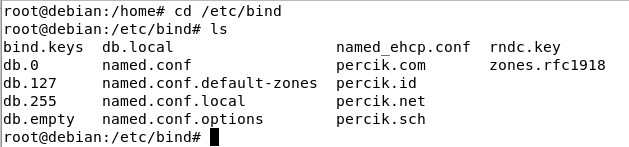 root@debian:/home# cd /etc/bind
root@debian:/etc/bind# ls
bind.keys  db.local                    named_ehcp.conf  rndc.key
db.0       named.conf                  percik.com       zones.rfc1918
db.127     named.conf.default-zones    percik.id
db.255     named.conf.local            percik.net
db.empty   named.conf.options          percik.sch
root@debian:/etc/bind#